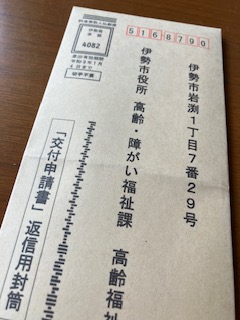 料金受取人払郵便
伊勢局
承認
4082
差出有効期間
切手不要
5168790
伊勢市岩渕1丁目7番29号
伊勢市役所 高齢・障がい福祉課 高齢福祉
「交付申請書」返信用封筒